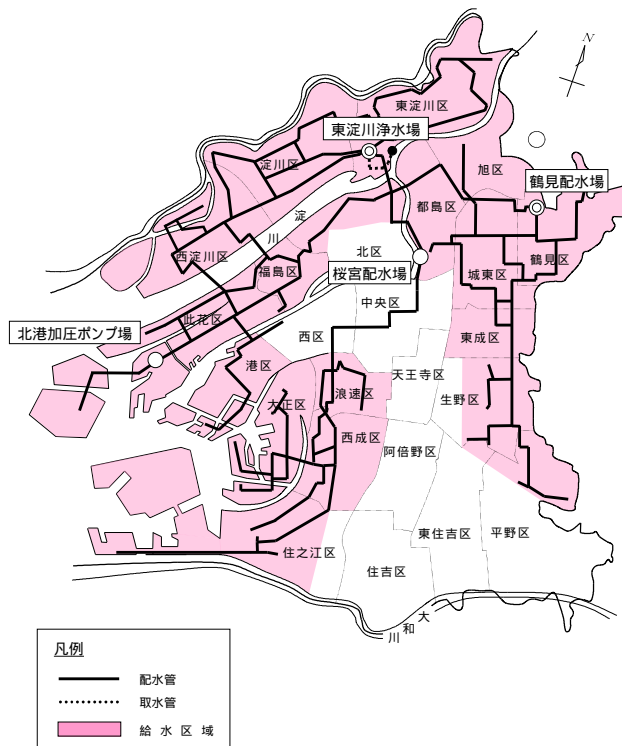 N
東淀川区
東淀川浄水場
淀川区
旭区
鶴見配水場
都島区
淀
川
北区
西淀川区
福島区
桜宮配水場
城東区
鶴見区
中央区
此花区
北港加圧ポンプ場
西区
東成区
港区
天王寺区
大正区
浪速区
生野区
西成区
阿倍野区
東住吉区
平野区
住之江区
住吉区
大
和
川
凡例
配水管
取水管
給水区域